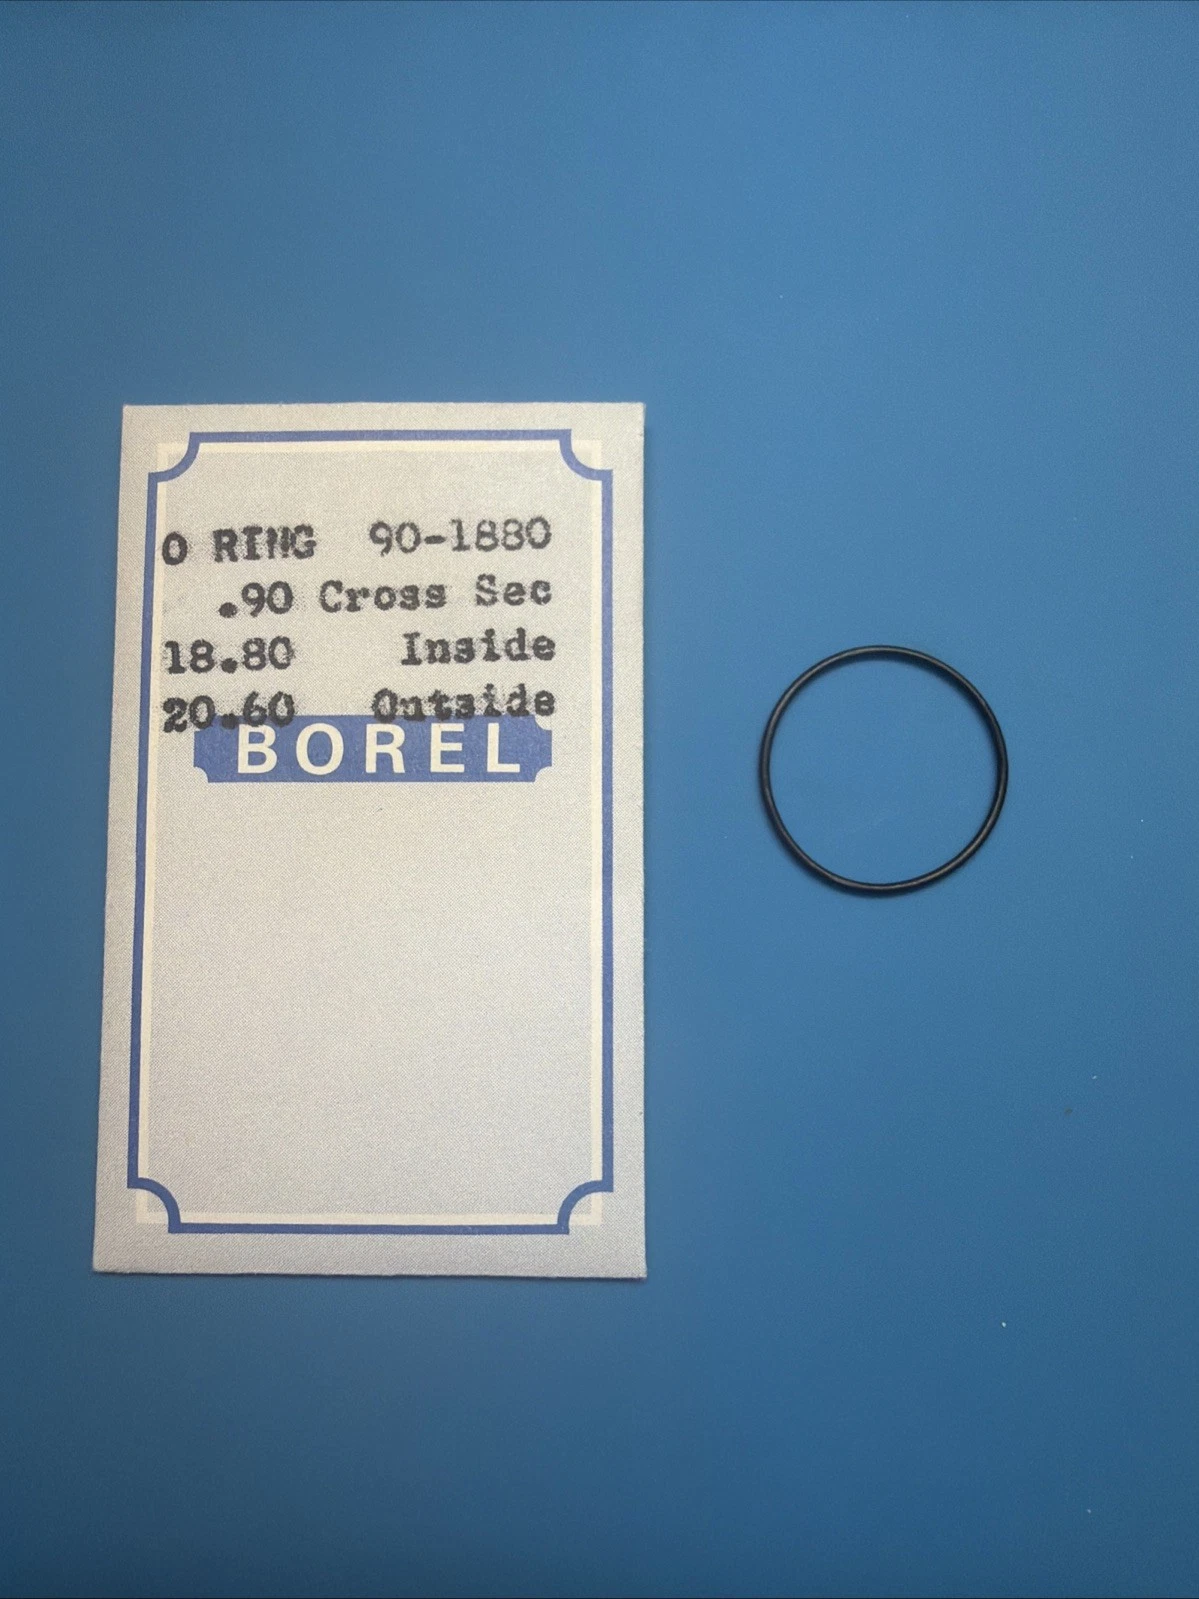 O RING 90-1880
.90 Cross Sec
18.80 Inside
20.60 Outside
BOREL